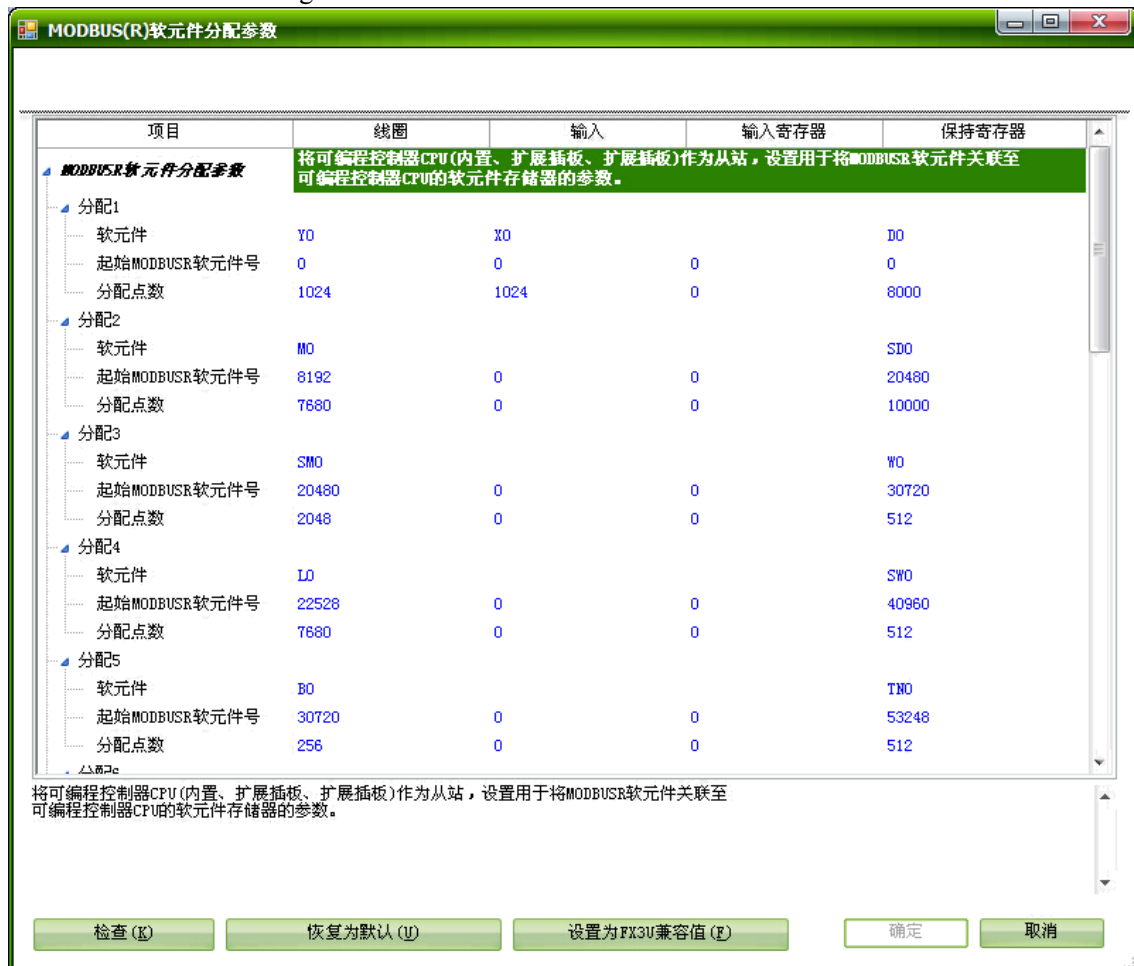 MODBUS(R)软元件分配参数
项目 线圈 输入 输入寄存器 保持寄存器
MODBUSR软元件分配参数 将可编程控制器CPU(内置、扩展插板、扩展插板)作为从站，设置用于将MODBUSR软元件关联至
可编程控制器CPU的软元件存储器的参数。
分配1
软元件 Y0 X0 D0
起始MODBUSR软元件号 0 0 0 0
分配点数 1024 1024 0 8000
分配2
软元件 M0 SD0
起始MODBUSR软元件号 8192 0 0 20480
分配点数 7680 0 0 10000
分配3
软元件 SM0 W0
起始MODBUSR软元件号 20480 0 0 30720
分配点数 2048 0 0 512
分配4
软元件 L0 SW0
起始MODBUSR软元件号 22528 0 0 40960
分配点数 7680 0 0 512
分配5
软元件 B0 TN0
起始MODBUSR软元件号 30720 0 0 53248
分配点数 256 0 0 512
将可编程控制器CPU(内置、扩展插板、扩展插板)作为从站，设置用于将MODBUSR软元件关联至
可编程控制器CPU的软元件存储器的参数。
检查(K) 恢复为默认(U) 设置为FX3U兼容值(F) 确定 取消